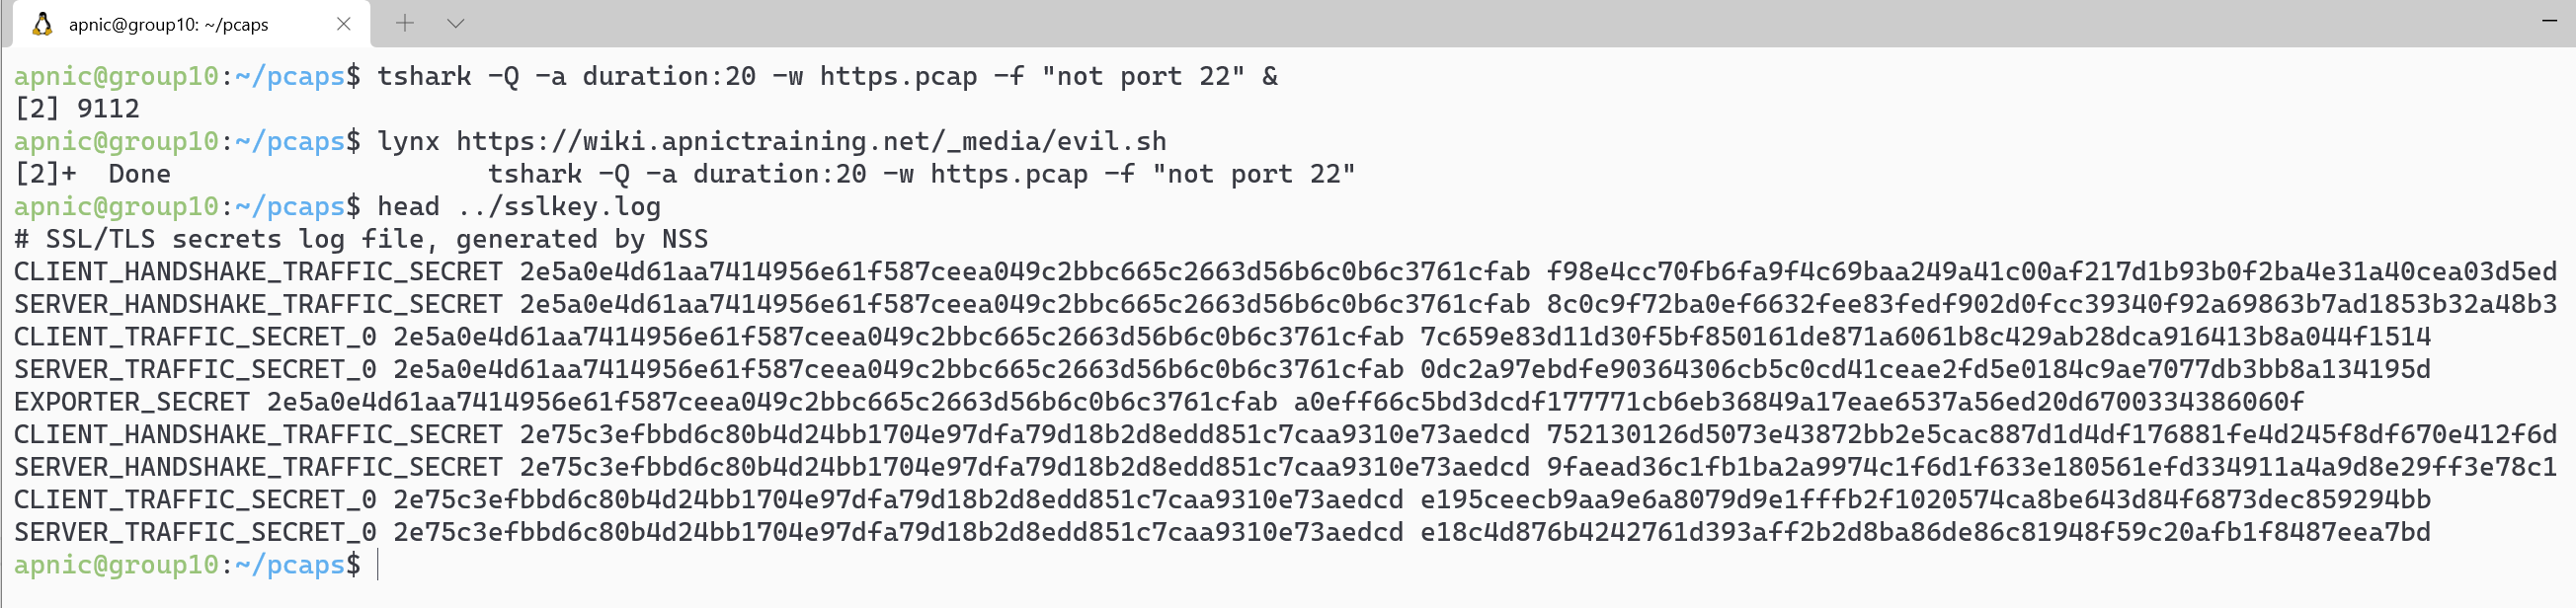 apnic@group10: ~/pcaps
apnic@group10:~/pcaps$ tshark -Q -a duration:20 -w https.pcap -f "not port 22" &
[2] 9112
apnic@group10:~/pcaps$ lynx https://wiki.apnictraining.net/_media/evil.sh
[2]+  Done                    tshark -Q -a duration:20 -w https.pcap -f "not port 22"
apnic@group10:~/pcaps$ head ../sslkey.log
# SSL/TLS secrets log file, generated by NSS
CLIENT_HANDSHAKE_TRAFFIC_SECRET 2e5a0e4d61aa7414956e61f587ceea049c2bbc665c2663d56b6c0b6c3761cfab f98e4cc70fb6fa9f4c69baa249a41c00af217d1b93b0f2ba4e31a40cea03d5ed
SERVER_HANDSHAKE_TRAFFIC_SECRET 2e5a0e4d61aa7414956e61f587ceea049c2bbc665c2663d56b6c0b6c3761cfab 8c0c9f72ba0ef6632fee83fedf902d0fcc39340f92a69863b7ad1853b32a48b3
CLIENT_TRAFFIC_SECRET_0 2e5a0e4d61aa7414956e61f587ceea049c2bbc665c2663d56b6c0b6c3761cfab 7c659e83d11d30f5bf850161de871a6061b8c429ab28dca916413b8a044f1514
SERVER_TRAFFIC_SECRET_0 2e5a0e4d61aa7414956e61f587ceea049c2bbc665c2663d56b6c0b6c3761cfab 0dc2a97ebdfe90364306cb5c0cd41ceae2fd5e0184c9ae7077db3bb8a134195d
EXPORTER_SECRET 2e5a0e4d61aa7414956e61f587ceea049c2bbc665c2663d56b6c0b6c3761cfab a0eff66c5bd3dcdf177771cb6eb36849a17eae6537a56ed20d6700334386060f
CLIENT_HANDSHAKE_TRAFFIC_SECRET 2e75c3efbbd6c80b4d24bb1704e97dfa79d18b2d8edd851c7caa9310e73aedcd 752130126d5073e43872bb2e5cac887d1d4df176881fe4d245f8df670e412f6d
SERVER_HANDSHAKE_TRAFFIC_SECRET 2e75c3efbbd6c80b4d24bb1704e97dfa79d18b2d8edd851c7caa9310e73aedcd 9faead36c1fb1ba2a9974c1f6d1f633e180561efd334911a4a9d8e29ff3e78c1
CLIENT_TRAFFIC_SECRET_0 2e75c3efbbd6c80b4d24bb1704e97dfa79d18b2d8edd851c7caa9310e73aedcd e195ceecb9aa9e6a8079d9e1fffb2f1020574ca8be643d84f6873dec859294bb
SERVER_TRAFFIC_SECRET_0 2e75c3efbbd6c80b4d24bb1704e97dfa79d18b2d8edd851c7caa9310e73aedcd e18c4d876b4242761d393aff2b2d8ba86de86c81948f59c20afb1f8487eea7bd
apnic@group10:~/pcaps$